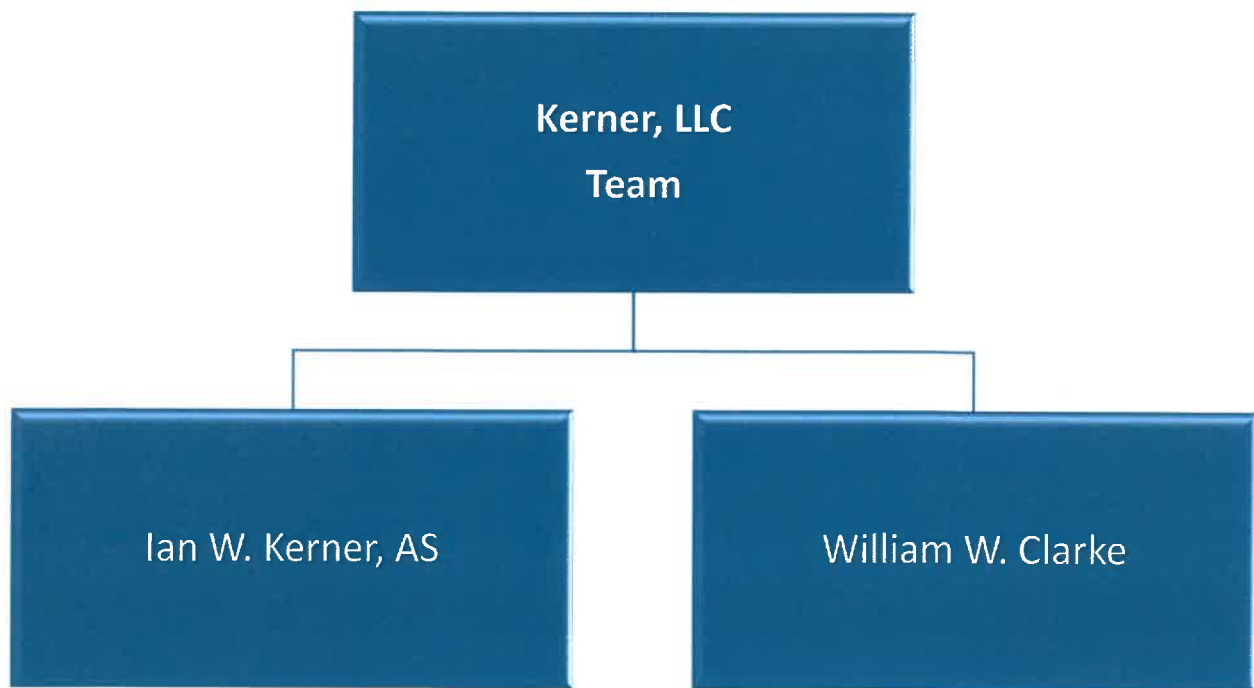 Kerner, LLC
Team
Ian W. Kerner, AS
William W. Clarke